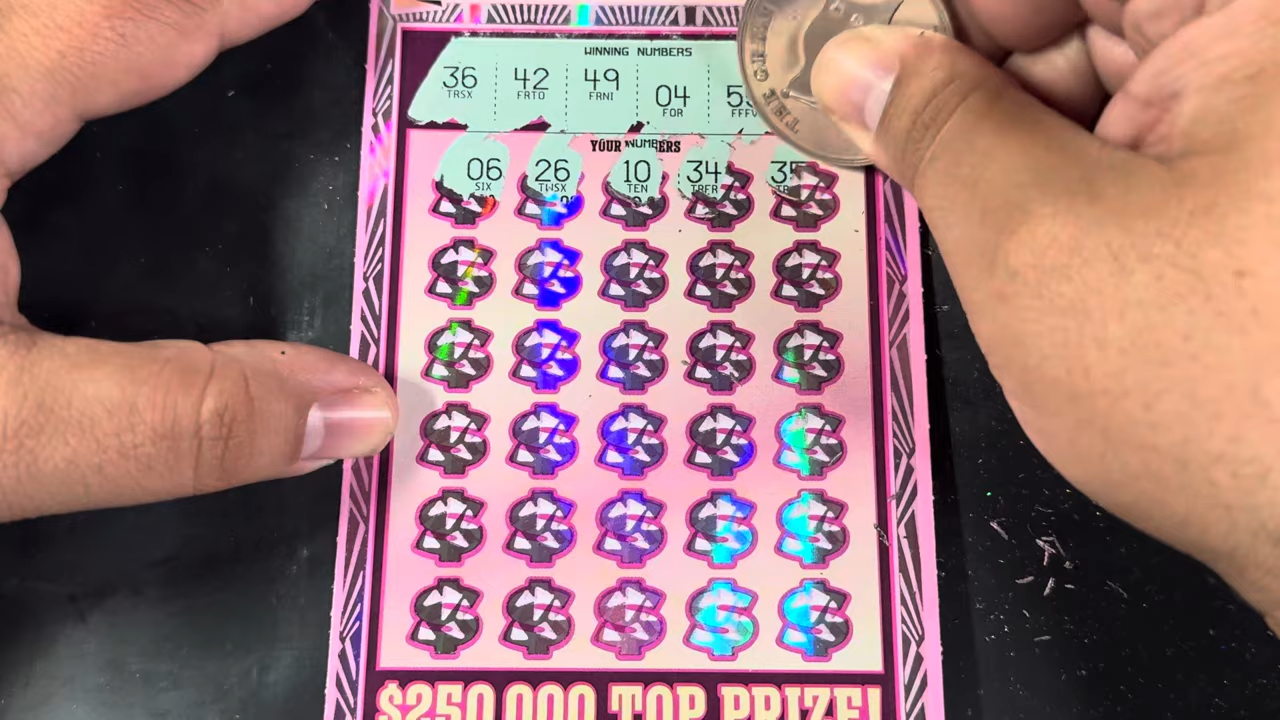 WINNING NUMBERS
36 42 49 04
TRSX FRTO FRNI FOR
YOUR NUMBERS
06 26 10 34 35
SIX TWSX TEN TRFR
$250,000 TOP PRIZE!